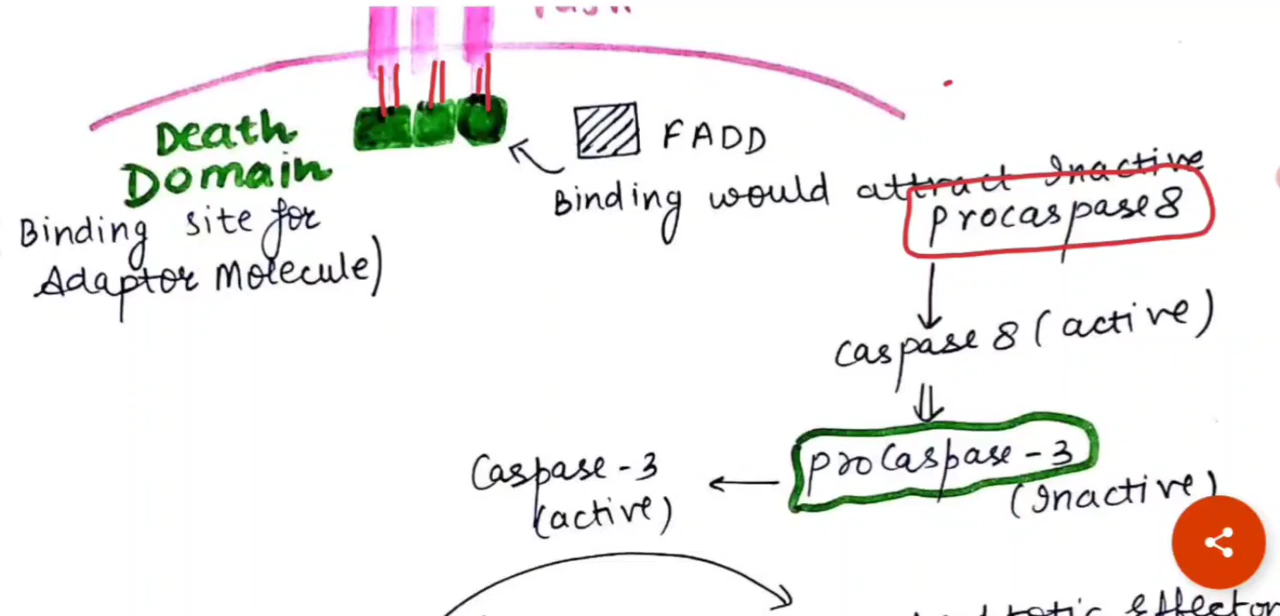 Death
Domain
Binding site for
Adaptor Molecule)
FADD
Binding would attract Inactive
procaspase 8
Caspase 8 (active)
procaspase-3
(Inactive)
Caspase-3
(active)
effector